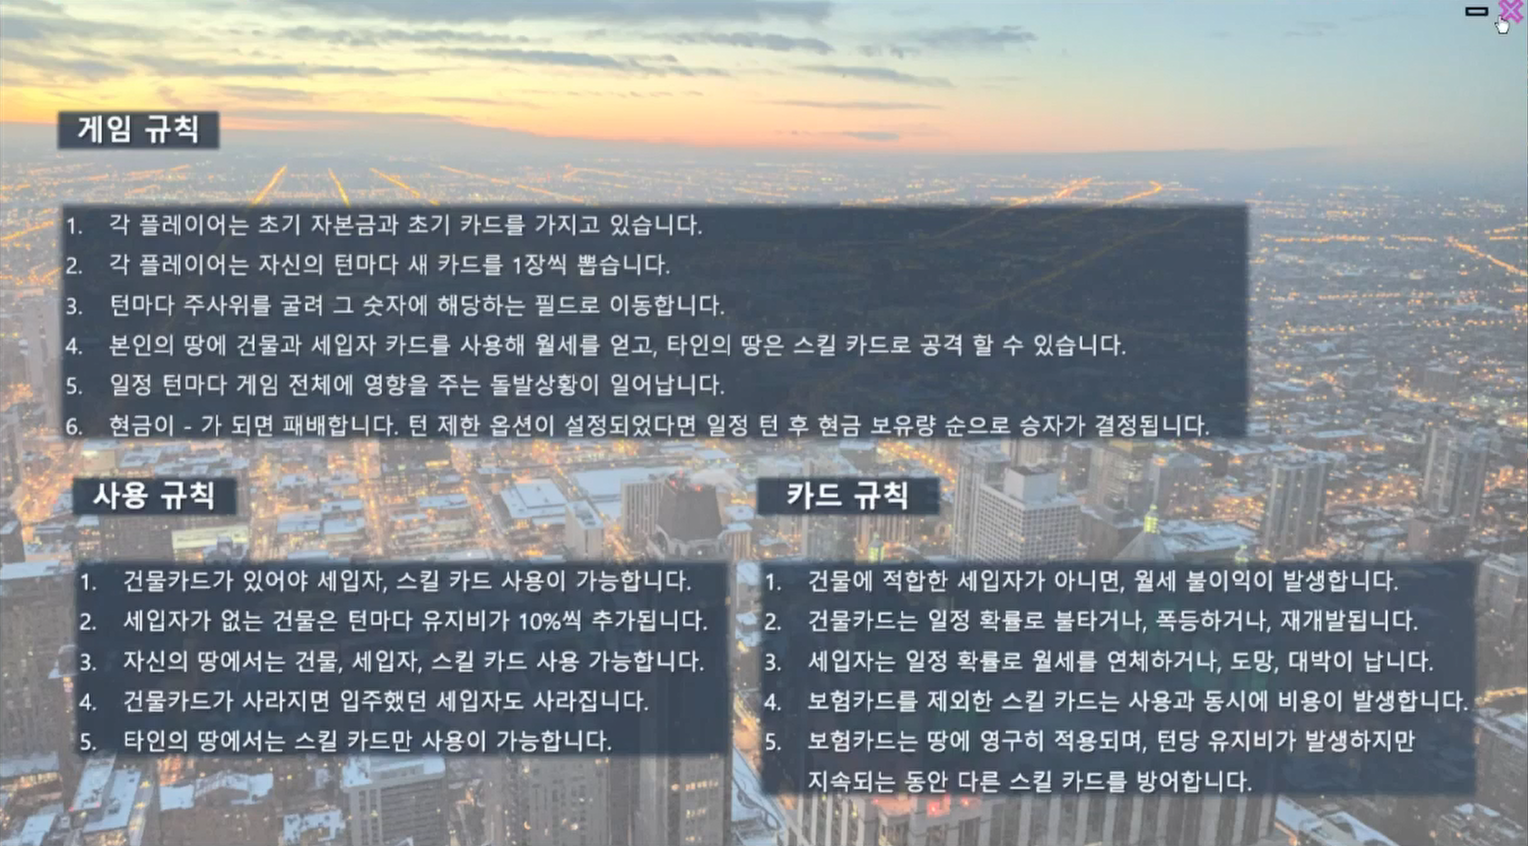 게임 규칙
1. 각 플레이어는 초기 자본금과 초기 카드를 가지고 있습니다.
2. 각 플레이어는 자신의 턴마다 새 카드를 1장씩 뽑습니다.
3. 턴마다 주사위를 굴려 그 숫자에 해당하는 필드로 이동합니다.
4. 본인의 땅에 건물과 세입자 카드를 사용해 월세를 얻고, 타인의 땅은 스킬 카드로 공격 할 수 있습니다.
5. 일정 턴마다 게임 전체에 영향을 주는 돌발상황이 일어납니다.
6. 현금이 - 가 되면 패배합니다. 턴 제한 옵션이 설정되었다면 일정 턴 후 현금 보유량 순으로 승자가 결정됩니다.
사용 규칙
1. 건물카드가 있어야 세입자, 스킬 카드 사용이 가능합니다.
2. 세입자가 없는 건물은 턴마다 유지비가 10%씩 추가됩니다.
3. 자신의 땅에서는 건물, 세입자, 스킬 카드 사용 가능합니다.
4. 건물카드가 사라지면 입주했던 세입자도 사라집니다.
5. 타인의 땅에서는 스킬 카드만 사용이 가능합니다.
카드 규칙
1. 건물에 적합한 세입자가 아니면, 월세 불이익이 발생합니다.
2. 건물카드는 일정 확률로 불타거나, 폭등하거나, 재개발됩니다.
3. 세입자는 일정 확률로 월세를 연체하거나, 도망, 대박이 납니다.
4. 보험카드를 제외한 스킬 카드는 사용과 동시에 비용이 발생합니다.
5. 보험카드는 땅에 영구히 적용되며, 턴당 유지비가 발생하지만
지속되는 동안 다른 스킬 카드를 방어합니다.